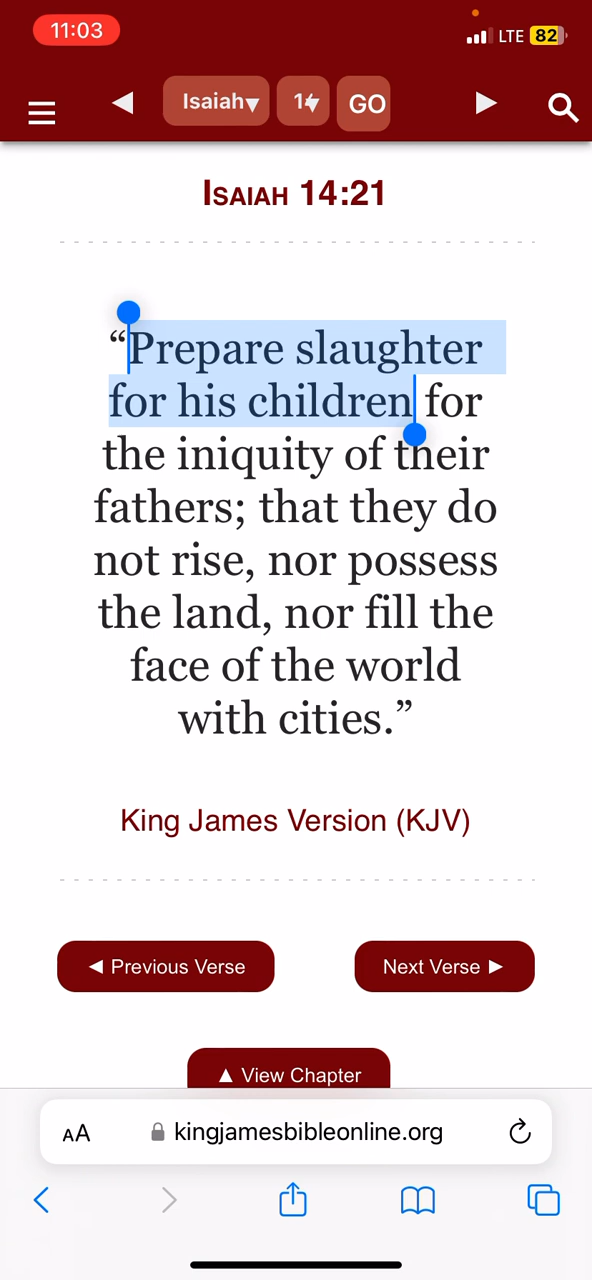 11:03
LTE 82
Isaiah▼ 14 GO
Isaiah 14:21
“Prepare slaughter
for his children for
the iniquity of their
fathers; that they do
not rise, nor possess
the land, nor fill the
face of the world
with cities.”
King James Version (KJV)
◄ Previous Verse
Next Verse ►
▲ View Chapter
AA kingjamesbibleonline.org